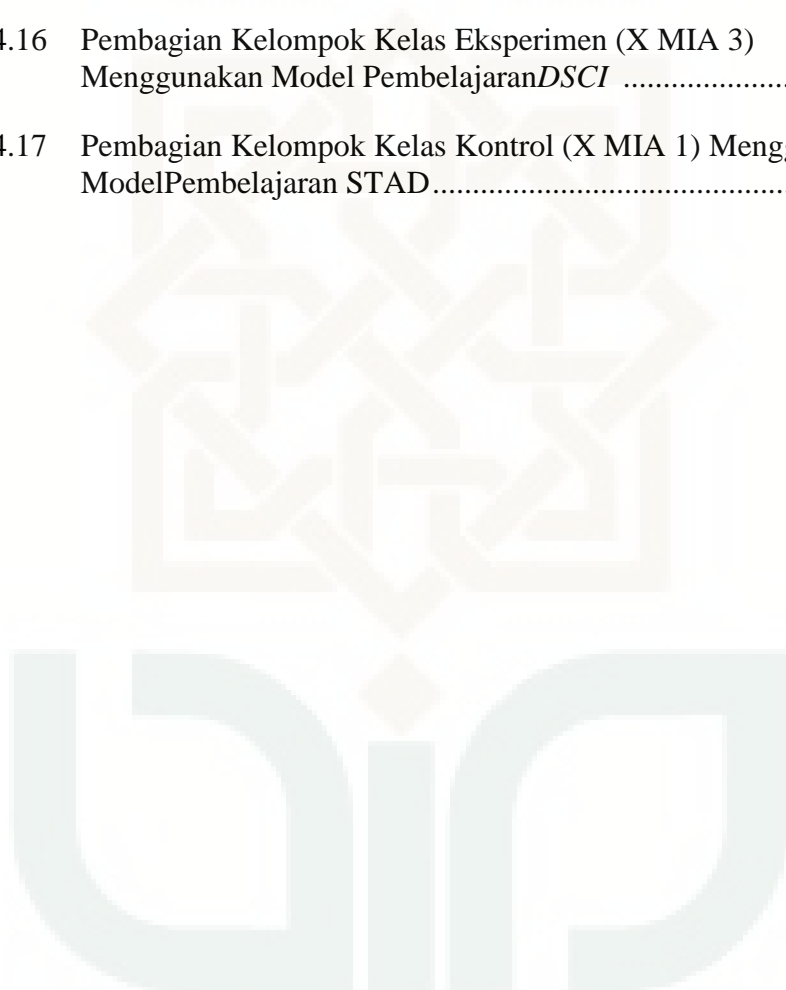 4.16 Pembagian Kelompok Kelas Eksperimen (X MIA 3)
Menggunakan Model PembelajaranDSCI .....................
4.17 Pembagian Kelompok Kelas Kontrol (X MIA 1)
ModelPembelajaran STAD.............................................